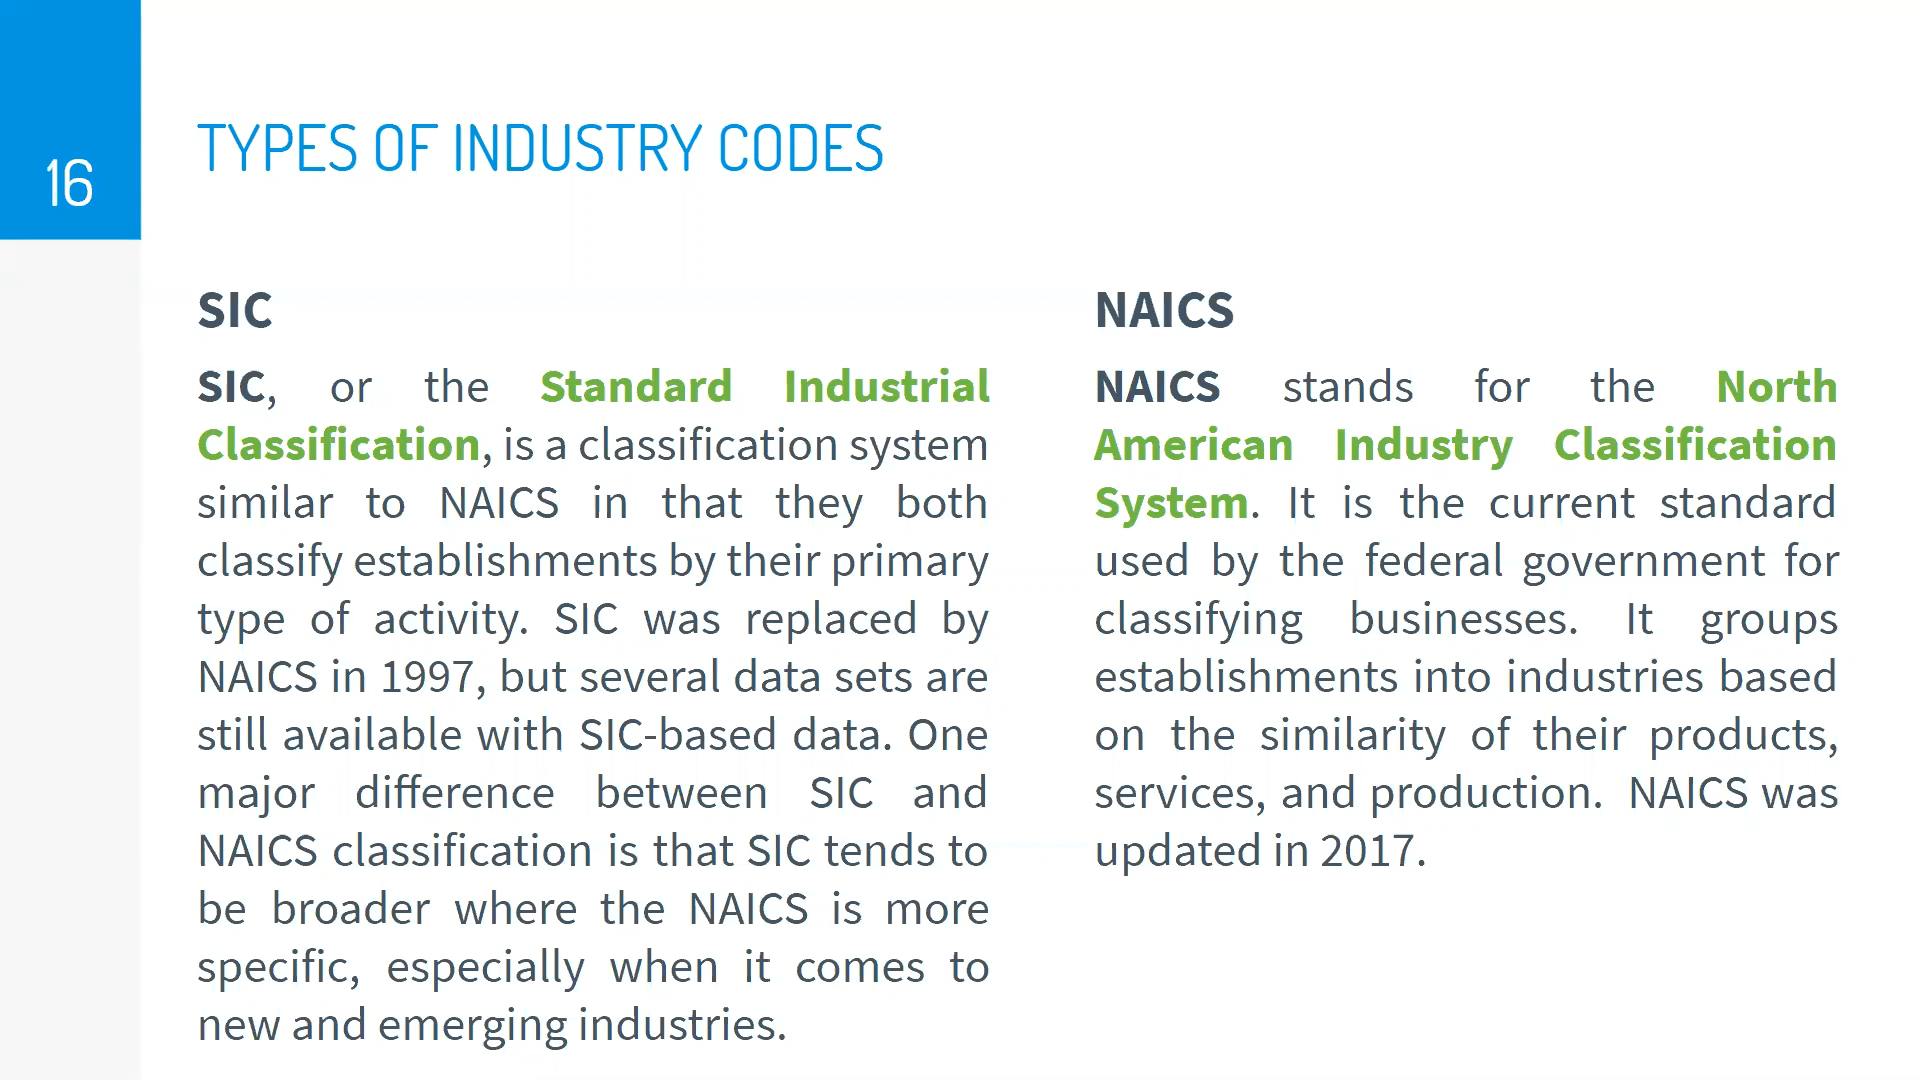 16
TYPES OF INDUSTRY CODES
SIC
SIC, or the Standard Industrial
Classification, is a classification system
similar to NAICS in that they both
classify establishments by their primary
type of activity. SIC was replaced by
NAICS in 1997, but several data sets are
still available with SIC-based data. One
major difference between SIC and
NAICS classification is that SIC tends to
be broader where the NAICS is more
specific, especially when it comes to
new and emerging industries.
NAICS
NAICS stands for the North
American Industry Classification
System. It is the current standard
used by the federal government for
classifying businesses. It groups
establishments into industries based
on the similarity of their products,
services, and production. NAICS was
updated in 2017.